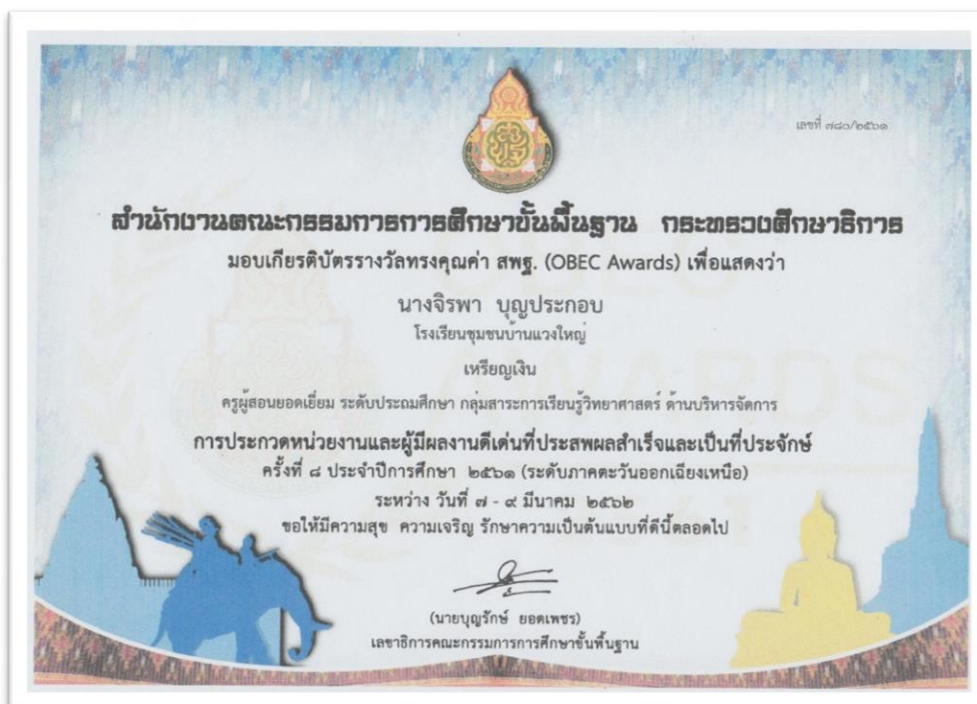 เลขที่ ๗๘๐/๒๕๖๑
สำนักงานคณะกรรมการการศึกษาขั้นพื้นฐาน กระทรวงศึกษาธิการ
มอบเกียรติบัตรรางวัลทรงคุณค่า สพฐ. (OBEC Awards) เพื่อแสดงว่า
นางจิรพา บุญประกอบ
โรงเรียนชุมชนบ้านแวงใหญ่
เหรียญเงิน
ครูผู้สอนยอดเยี่ยม ระดับประถมศึกษา กลุ่มสาระการเรียนรู้วิทยาศาสตร์ ด้านบริหารจัดการ
การประกวดหน่วยงานและผู้มีผลงานดีเด่นที่ประสพผลสำเร็จและเป็นที่ประจักษ์
ครั้งที่ ๘ ประจำปีการศึกษา ๒๕๖๑ (ระดับภาคตะวันออกเฉียงเหนือ)
ระหว่าง วันที่ ๗ - ๙ มีนาคม ๒๕๖๒
ขอให้มีความสุข ความเจริญ รักษาความเป็นต้นแบบที่ดีนี้ตลอดไป
(นายบุญรักษ์ ยอดเพชร)
เลขาธิการคณะกรรมการการศึกษาขั้นพื้นฐาน